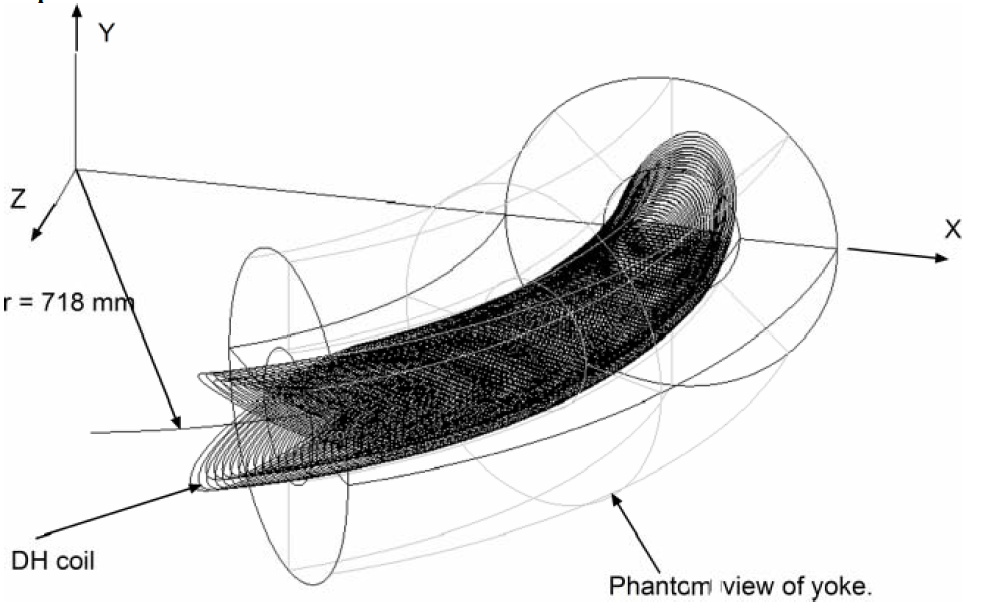 Y
Z
X
r = 718 mm
DH coil
Phantom view of yoke.